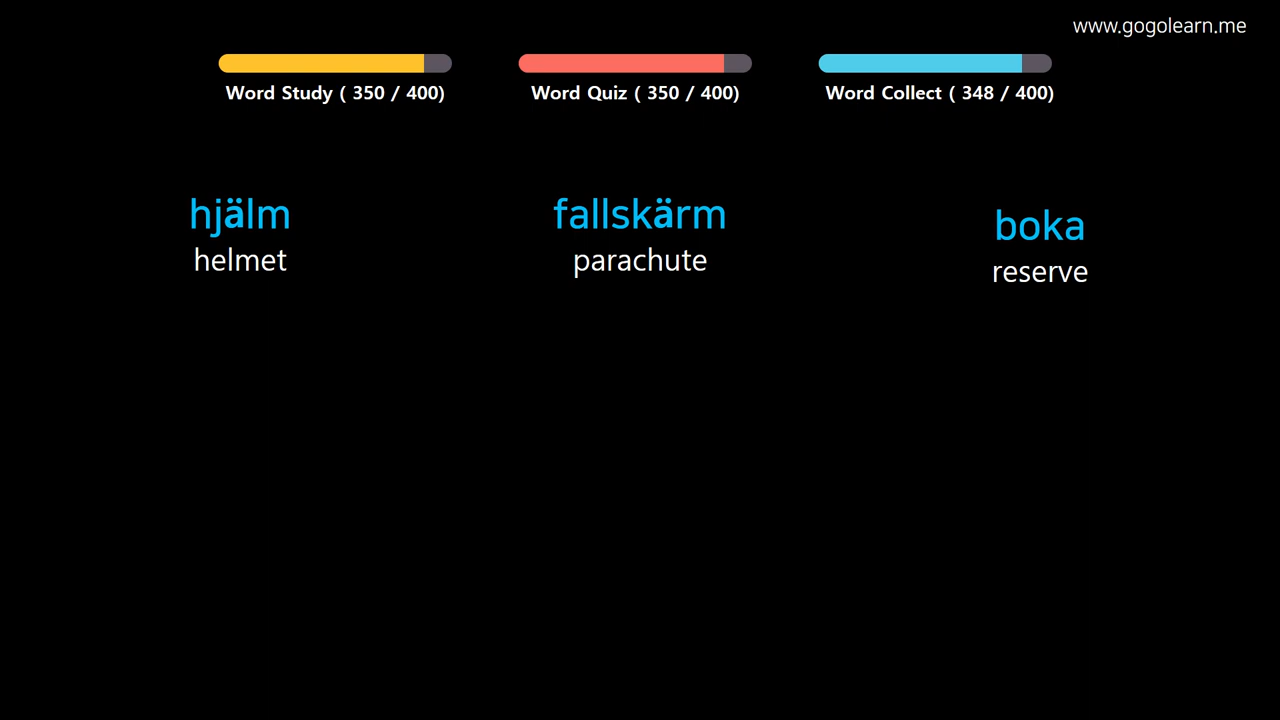 www.gogolearn.me
Word Study ( 350 / 400)
Word Quiz ( 350 / 400)
Word Collect ( 348 / 400)
hjälm
helmet
fallskärm
parachute
boka
reserve